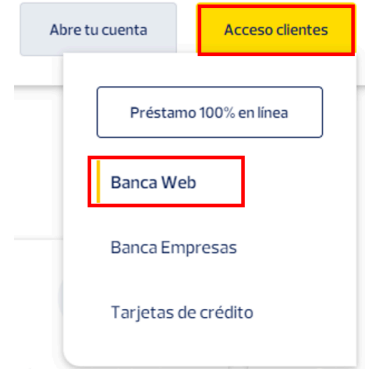 Abre tu cuenta
Acceso clientes
Préstamo 100% en línea
Banca Web
Banca Empresas
Tarjetas de crédito